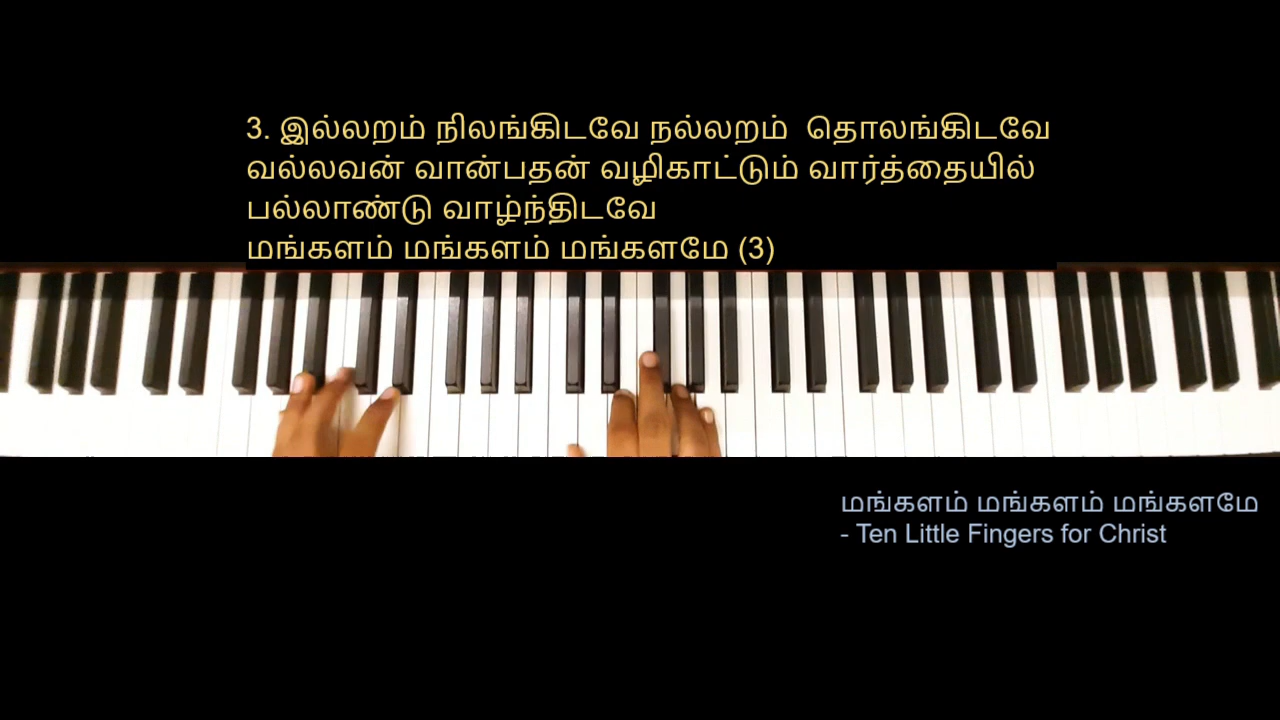 3. இல்லறம் நிலங்கிடவே நல்லறம்  தொலங்கிடவே
வல்லவன் வான்பதன் வழிகாட்டும் வார்த்தையில்
பல்லாண்டு வாழ்ந்திடவே
மங்களம் மங்களம் மங்களமே (3)
மங்களம் மங்களம் மங்களமே
- Ten Little Fingers for Christ